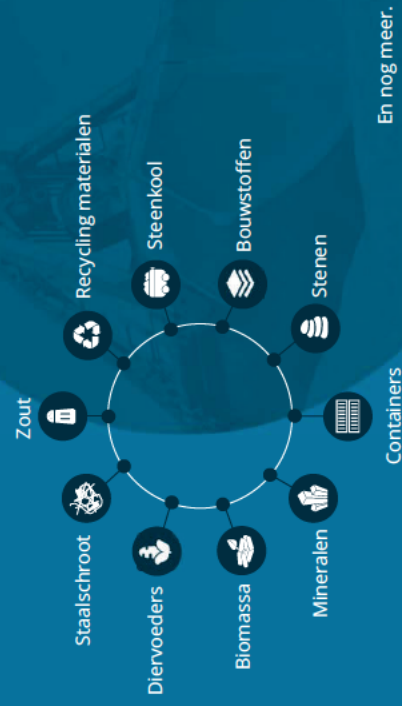 Zout
Recycling materialen
Steenkool
Bouwstoffen
Stenen
Containers
Mineralen
Biomassa
Diervoeders
Staalschroot
En nog meer.